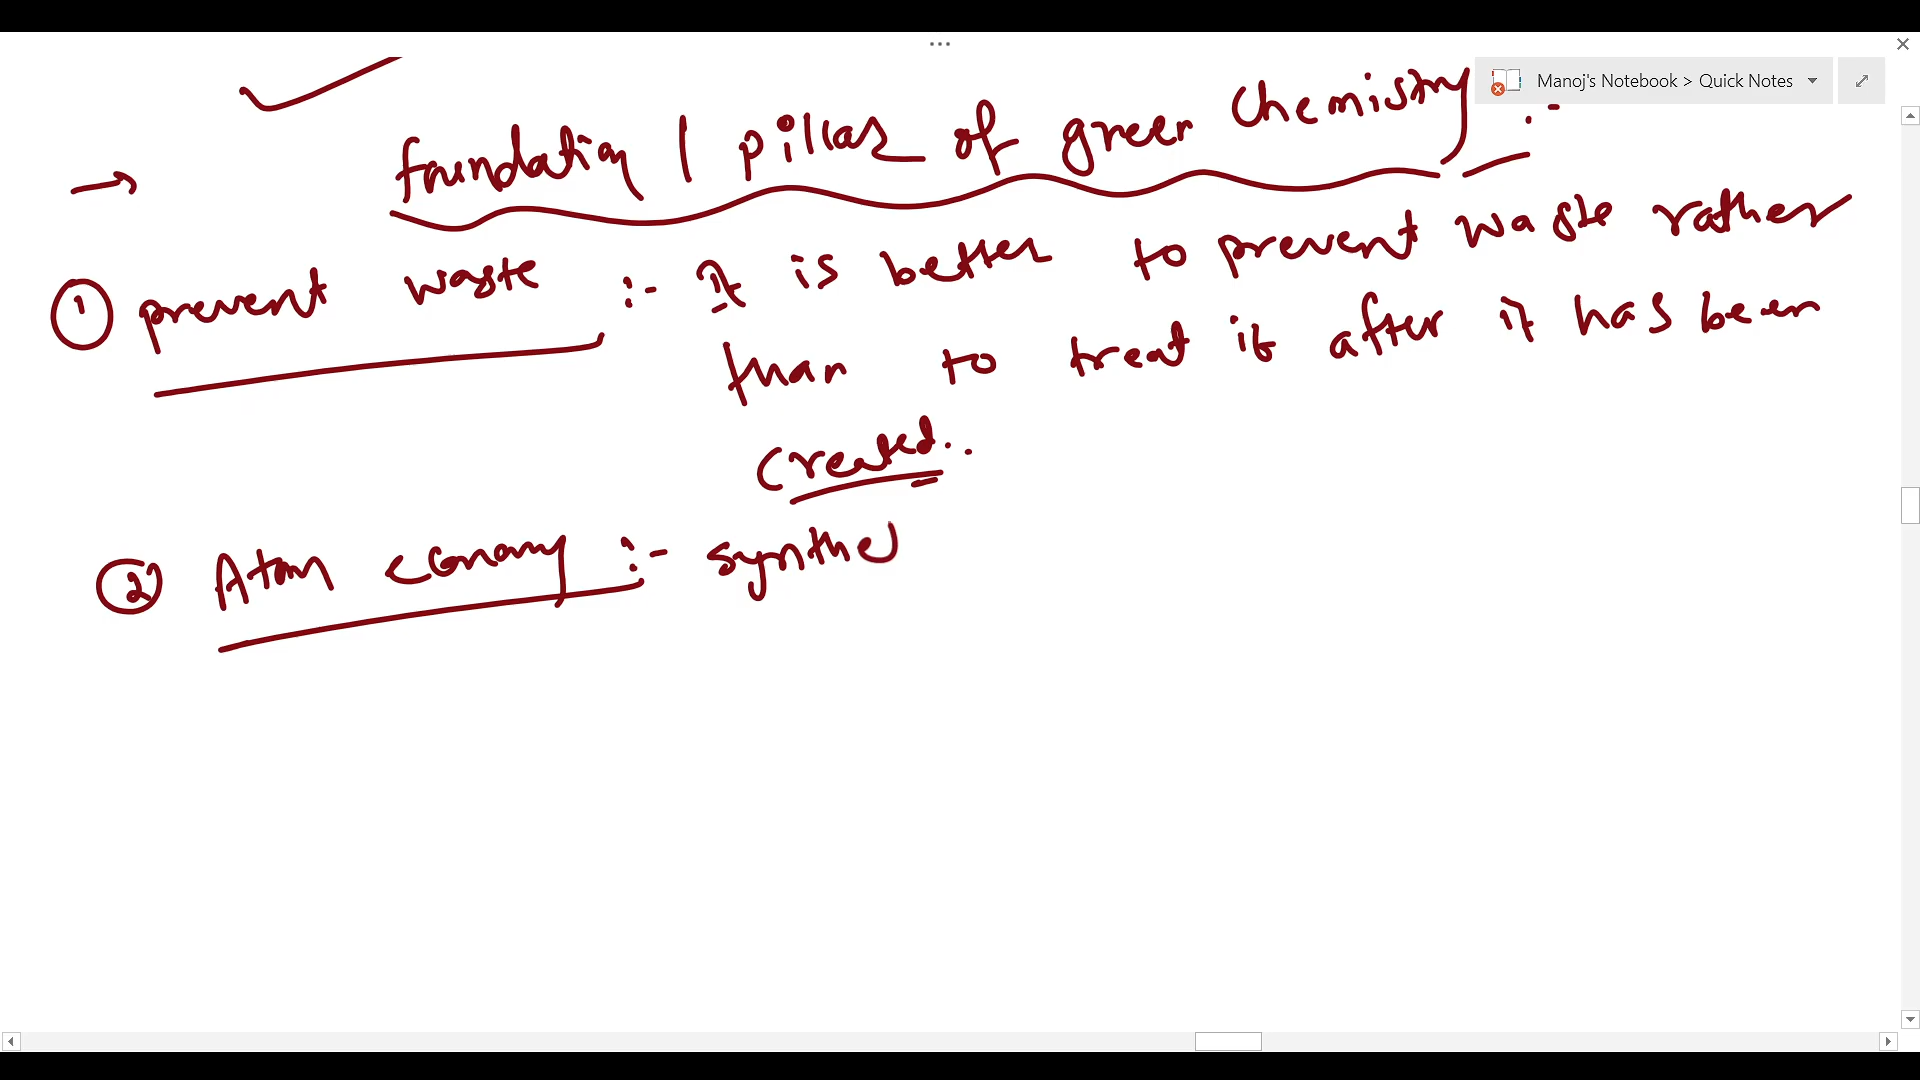 ...
Manoj's Notebook > Quick Notes
→ foundation / pillars of green chemistry :-
① prevent waste :- It is better to prevent waste rather
than to treat it after it has been
created..
② Atom economy :- synthe